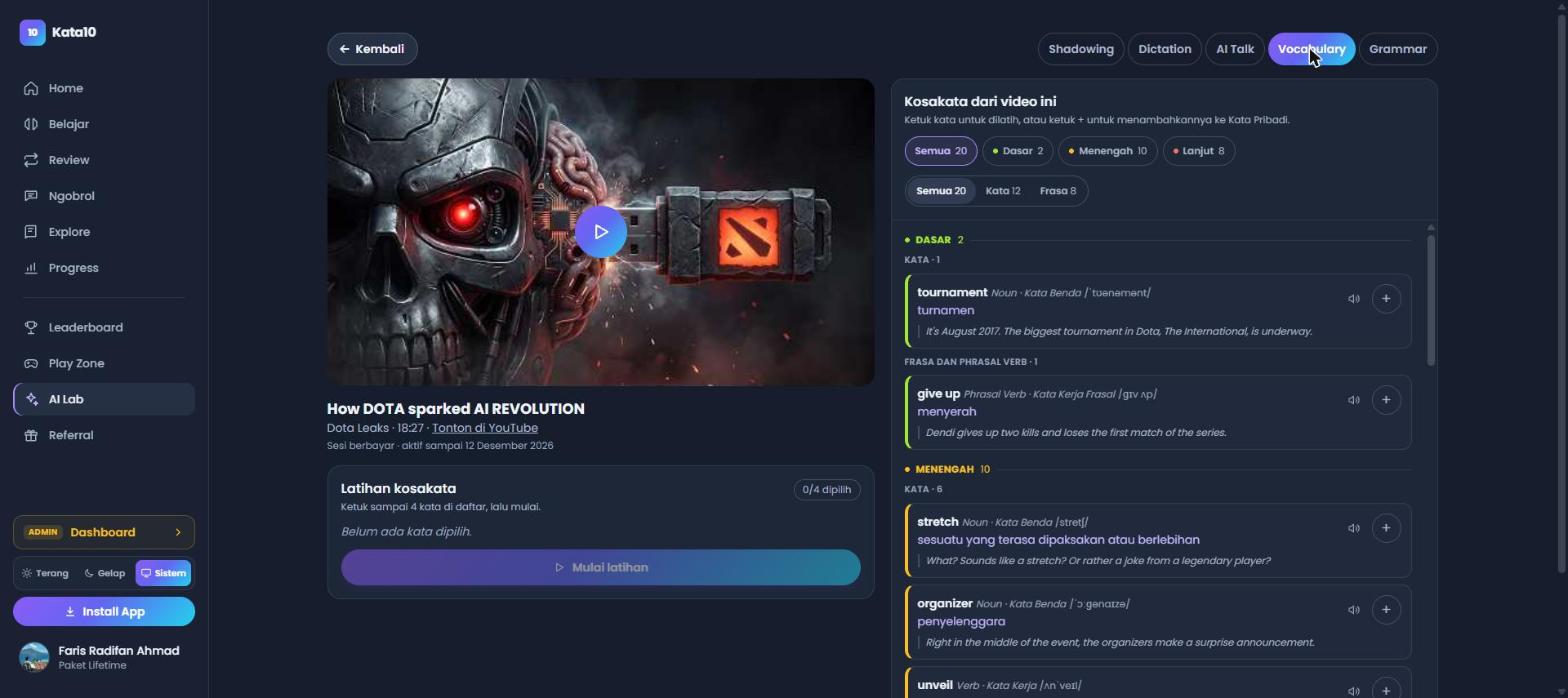 10 Kata10
Home
Belajar
Review
Ngobrol
Explore
Progress
Leaderboard
Play Zone
AI Lab
Referral
ADMIN Dashboard
Terang Gelap Sistem
Install App
Faris Radifan Ahmad
Paket Lifetime
Kembali
Shadowing Dictation AI Talk Vocabulary Grammar
How DOTA sparked AI REVOLUTION
Dota Leaks · 18:27 · Tonton di YouTube
Sesi berbayar · aktif sampai 12 Desember 2026
Latihan kosakata 0/4 dipilih
Ketuk sampai 4 kata di daftar, lalu mulai.
Belum ada kata dipilih.
Mulai latihan
Kosakata dari video ini
Ketuk kata untuk dilatih, atau ketuk + untuk menambahkannya ke Kata Pribadi.
Semua 20 Dasar 2 Menengah 10 Lanjut 8
Semua 20 Kata 12 Frasa 8
DASAR 2
KATA · 1
tournament Noun · Kata Benda /ˈtʊənəmənt/
turnamen
It's August 2017. The biggest tournament in Dota, The International, is underway.
FRASA DAN PHRASAL VERB · 1
give up Phrasal Verb · Kata Kerja Frasal /ɡɪv ʌp/
menyerah
Dendi gives up two kills and loses the first match of the series.
MENENGAH 10
KATA · 6
stretch Noun · Kata Benda /stretʃ/
sesuatu yang terasa dipaksakan atau berlebihan
What? Sounds like a stretch? Or rather a joke from a legendary player?
organizer Noun · Kata Benda /ˈɔːɡənaɪzə/
penyelenggara
Right in the middle of the event, the organizers make a surprise announcement.
unveil Verb · Kata Kerja /ʌnˈveɪl/